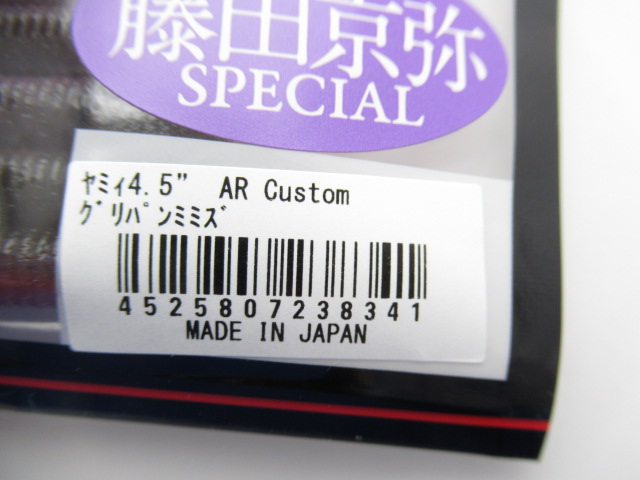 藤田京弥
SPECIAL
ﾔﾐｨ4.5” AR Custom
ｸﾞﾘﾊﾟﾝﾐﾐｽﾞ
4525807238341
MADE IN JAPAN